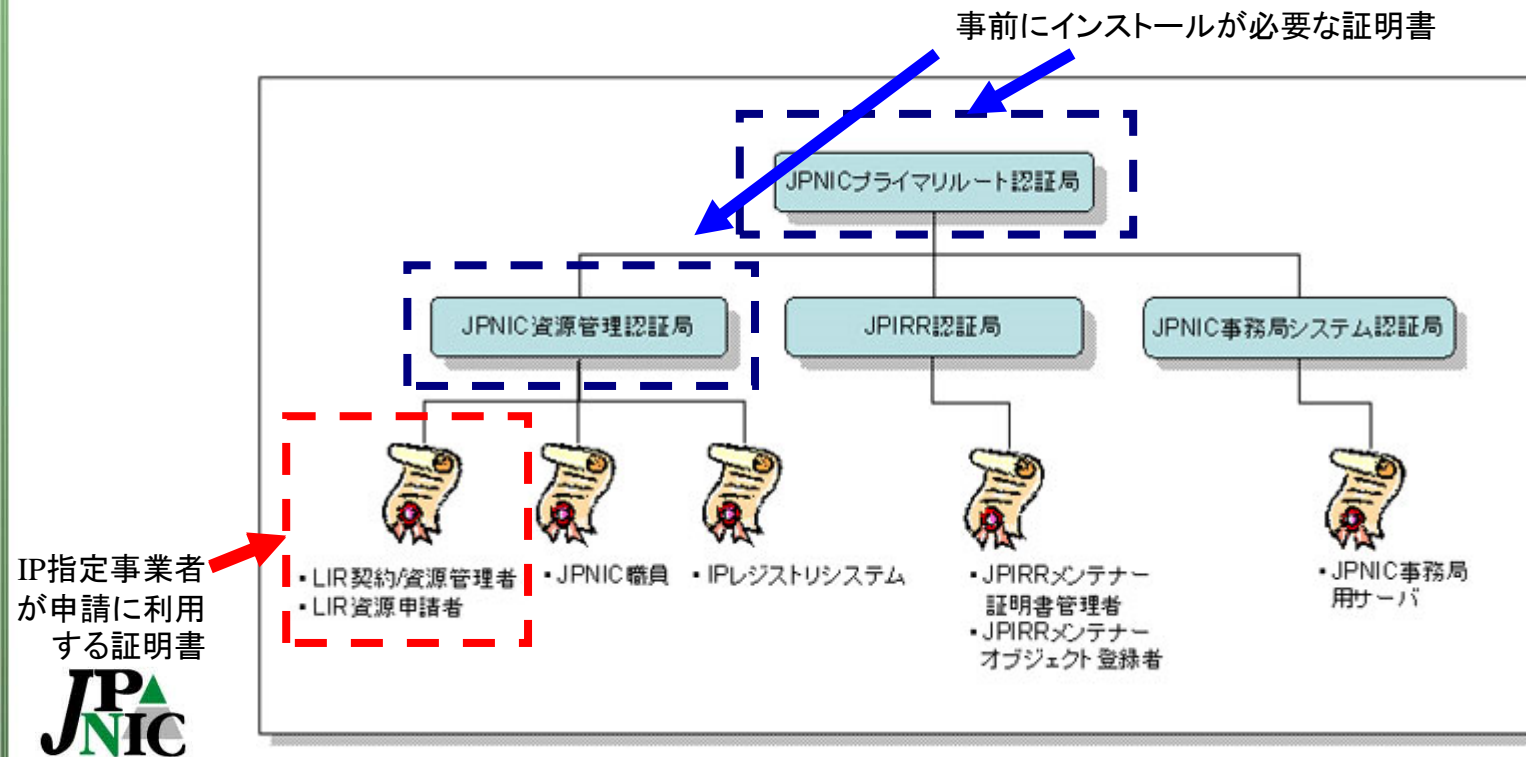 事前にインストールが必要な証明書
JPNICプライマリルート認証局
JPNIC資源管理認証局
JPIRR認証局
JPNIC事務局システム認証局
・LIR契約/資源管理者
・LIR資源申請者
・JPNIC職員
・IPレジストリシステム
・JPIRRメンテナー
証明書管理者
・JPIRRメンテナー
オブジェクト登録者
・JPNIC事務局
用サーバ
IP指定事業者
が申請に利用
する証明書
JP
NIC